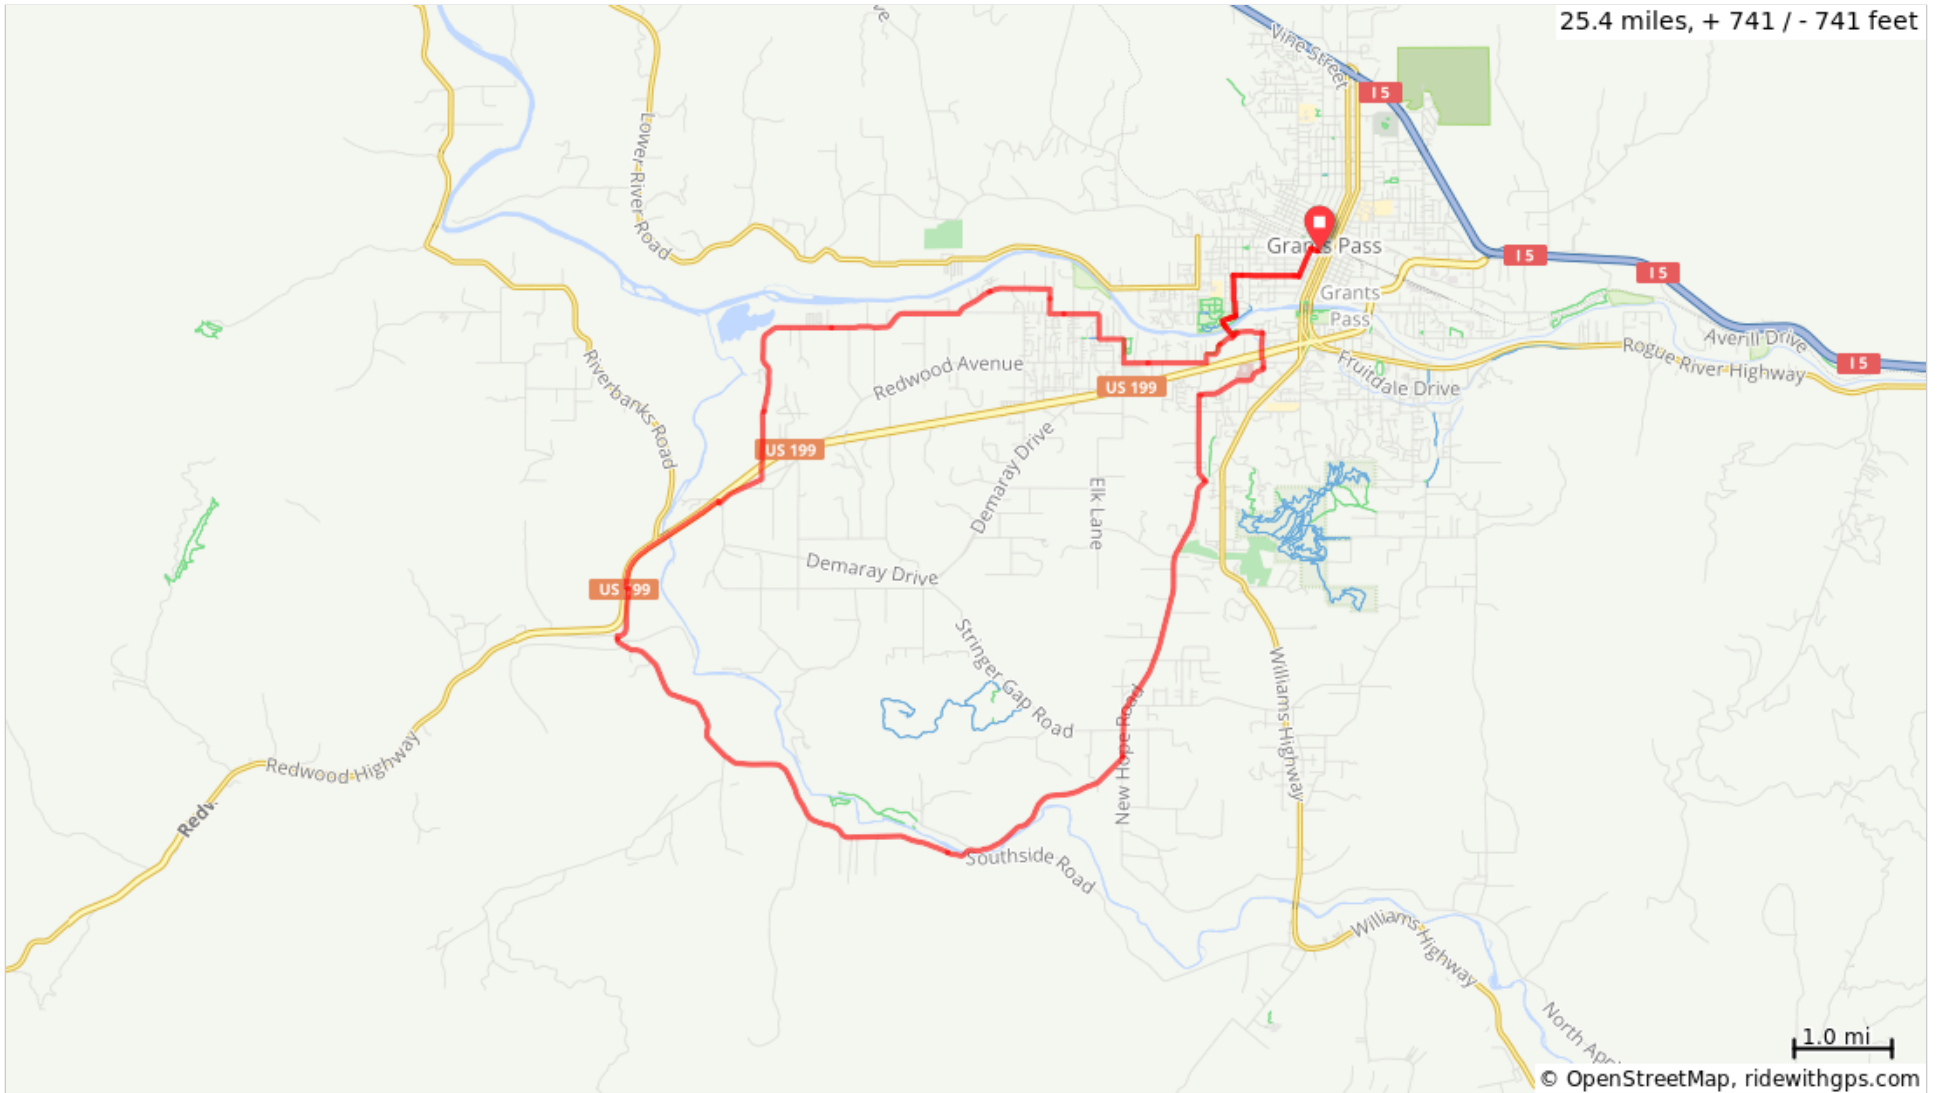 25.4 miles, + 741 / - 741 feet
Vine Street
I 5
Lower River Road
Grants Pass
I 5
I 5
Grants
Pass
Averill Drive
Rogue River Highway
I 5
Fruitdale Drive
Redwood Avenue
US 199
Riverbanks Road
US 199
Demaray Drive
Elk Lane
Demaray Drive
US 199
Stringer Gap Road
Williams Highway
New Hope Road
Redwood Highway
Redv
Southside Road
Williams Highway
North App
1.0 mi
© OpenStreetMap, ridewithgps.com